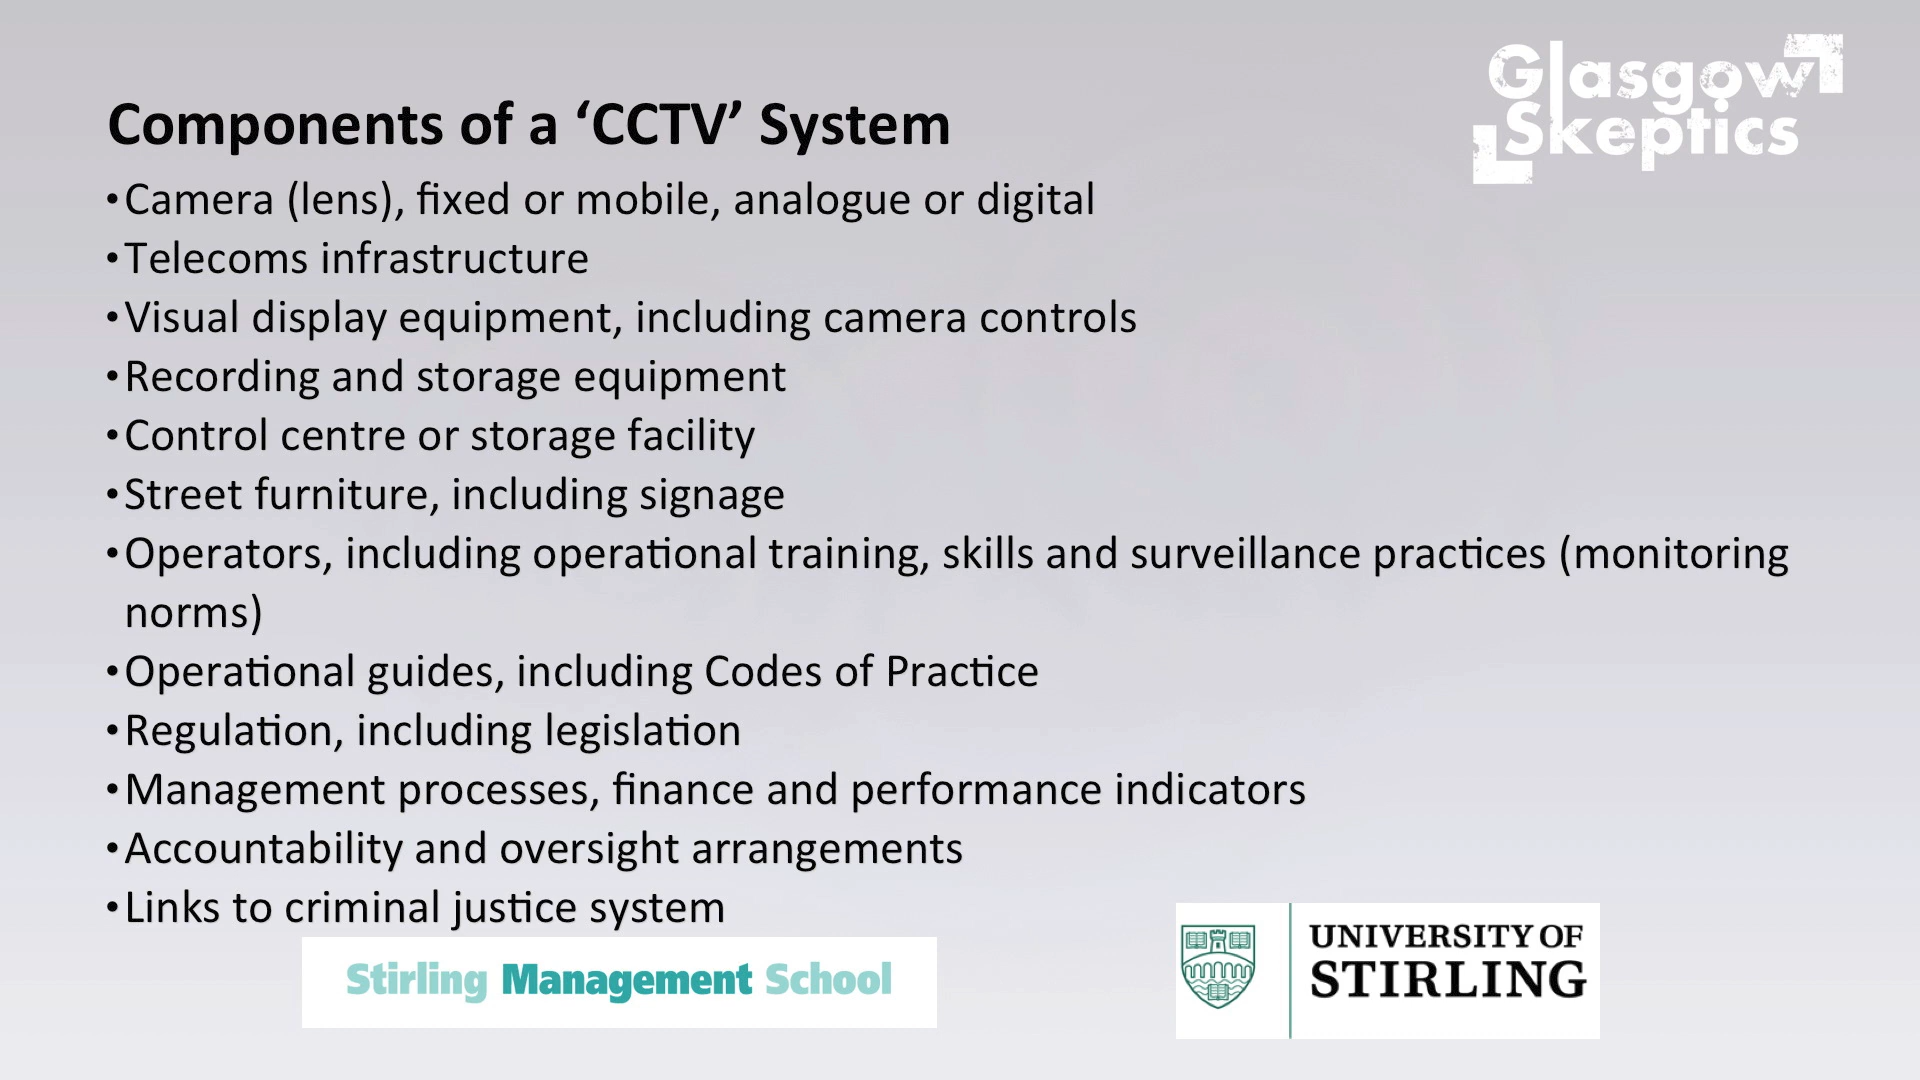 Glasgow
Skeptics
Components of a ‘CCTV’ System
•Camera (lens), fixed or mobile, analogue or digital
•Telecoms infrastructure
•Visual display equipment, including camera controls
•Recording and storage equipment
•Control centre or storage facility
•Street furniture, including signage
•Operators, including operational training, skills and surveillance practices (monitoring
norms)
•Operational guides, including Codes of Practice
•Regulation, including legislation
•Management processes, finance and performance indicators
•Accountability and oversight arrangements
•Links to criminal justice system
Stirling Management School
UNIVERSITY OF
STIRLING